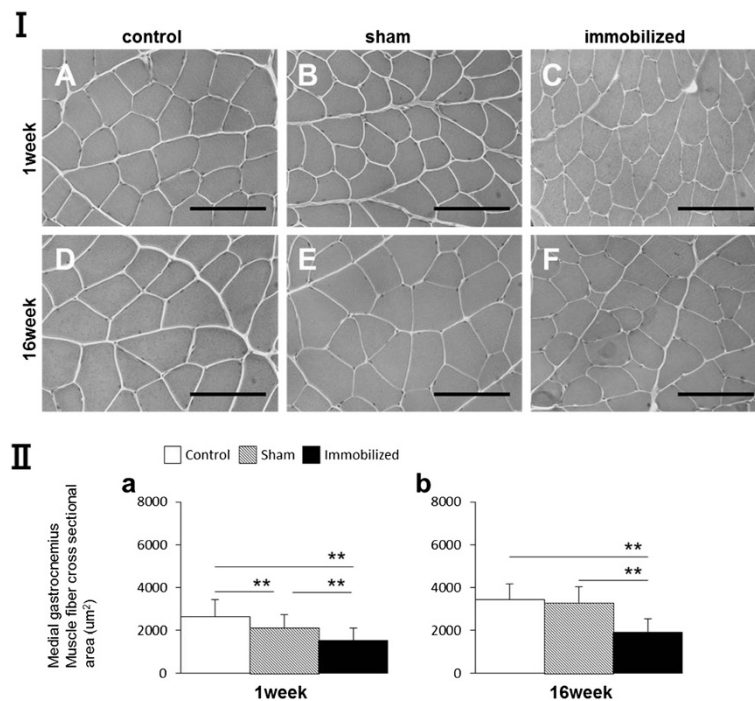 I
control sham immobilized
1week
A B C
16week
D E F
II
Control Sham Immobilized
a b
Medial gastrocnemius
Muscle fiber cross sectional
area (um²)
8000 8000
6000 6000
** **
4000 4000
** ** **
2000 2000
0 0
1week 16week